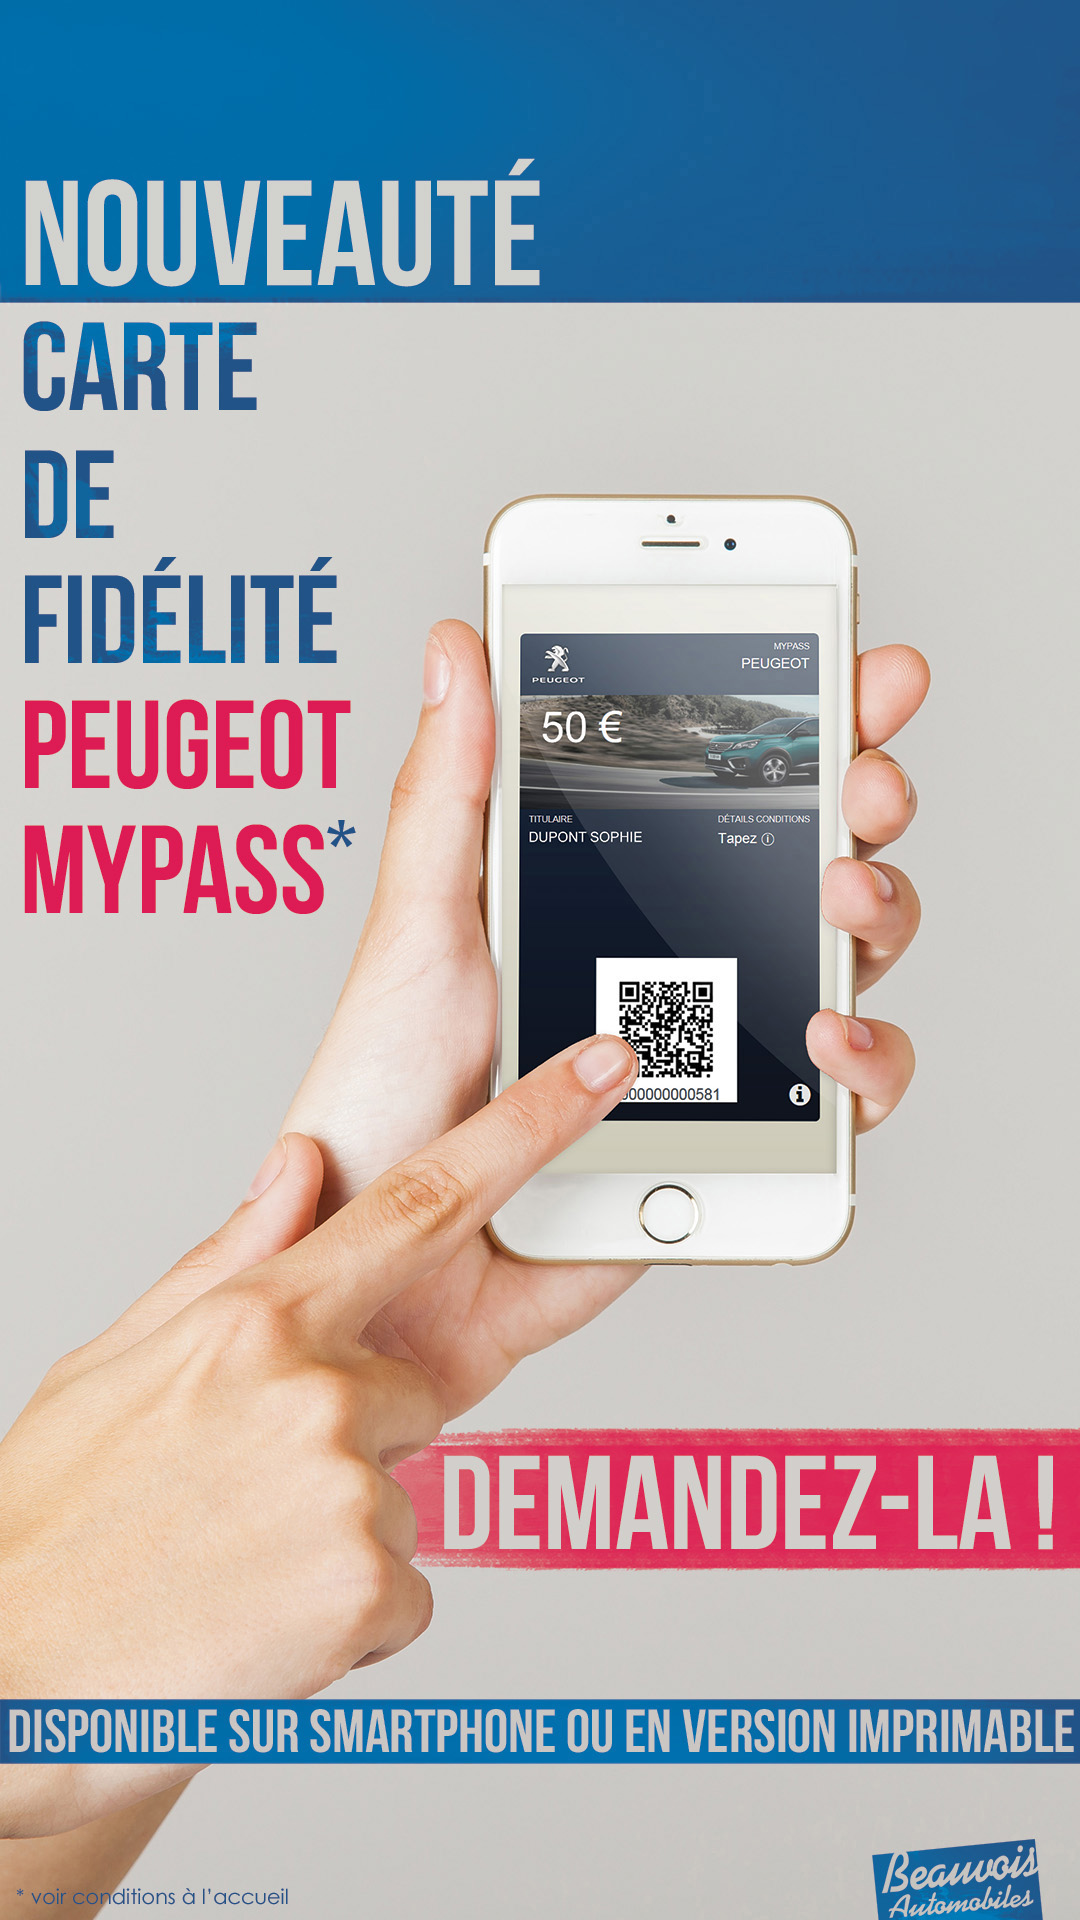 NOUVEAUTÉ
CARTE
DE
FIDÉLITÉ
PEUGEOT
MYPASS*
PEUGEOT
MYPASS
PEUGEOT
50 €
TITULAIRE
DUPONT SOPHIE
DÉTAILS CONDITIONS
Tapez i
000000000581
i
DEMANDEZ-LA !
DISPONIBLE SUR SMARTPHONE OU EN VERSION IMPRIMABLE
* voir conditions à l'accueil
Beauvois
Automobiles